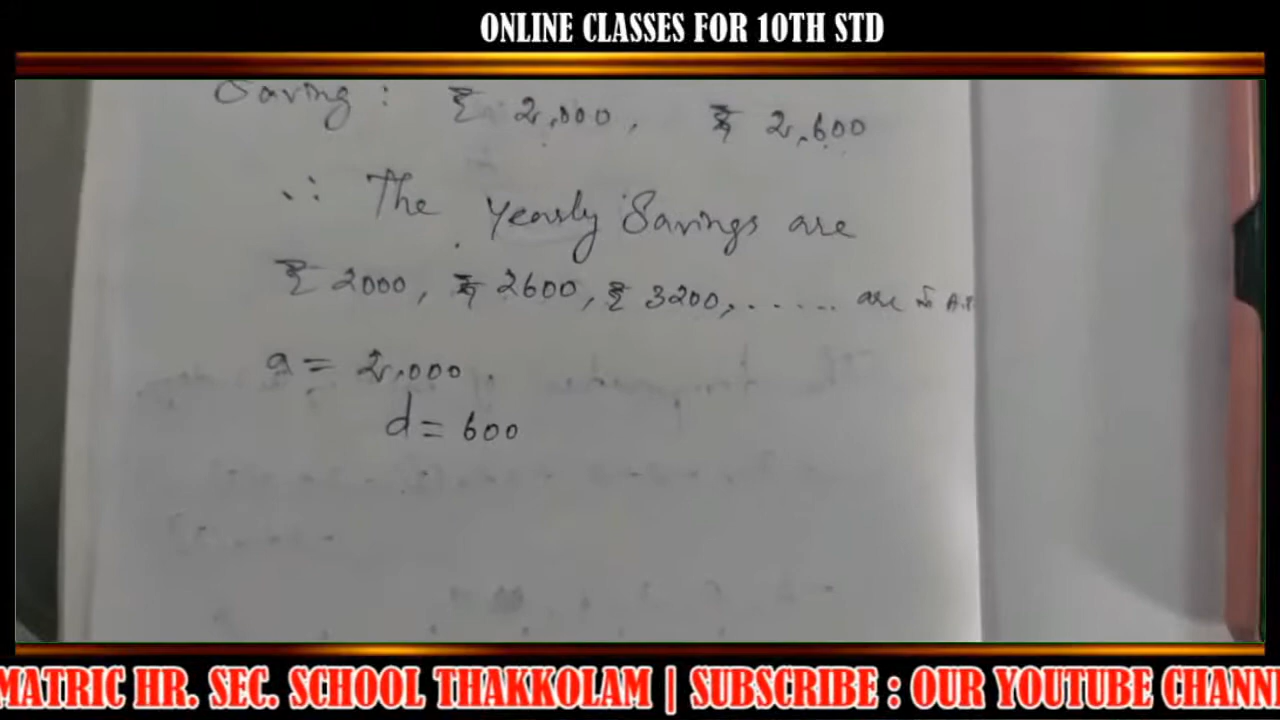 ONLINE CLASSES FOR 10TH STD
Saving : ₹ 2,000, ₹ 2,600
∴ The Yearly Savings are
₹ 2000, ₹ 2600, ₹ 3200, ...... are in A.P
a = 2,000
d = 600
MATRIC HR. SEC. SCHOOL THAKKOLAM | SUBSCRIBE : OUR YOUTUBE CHANN